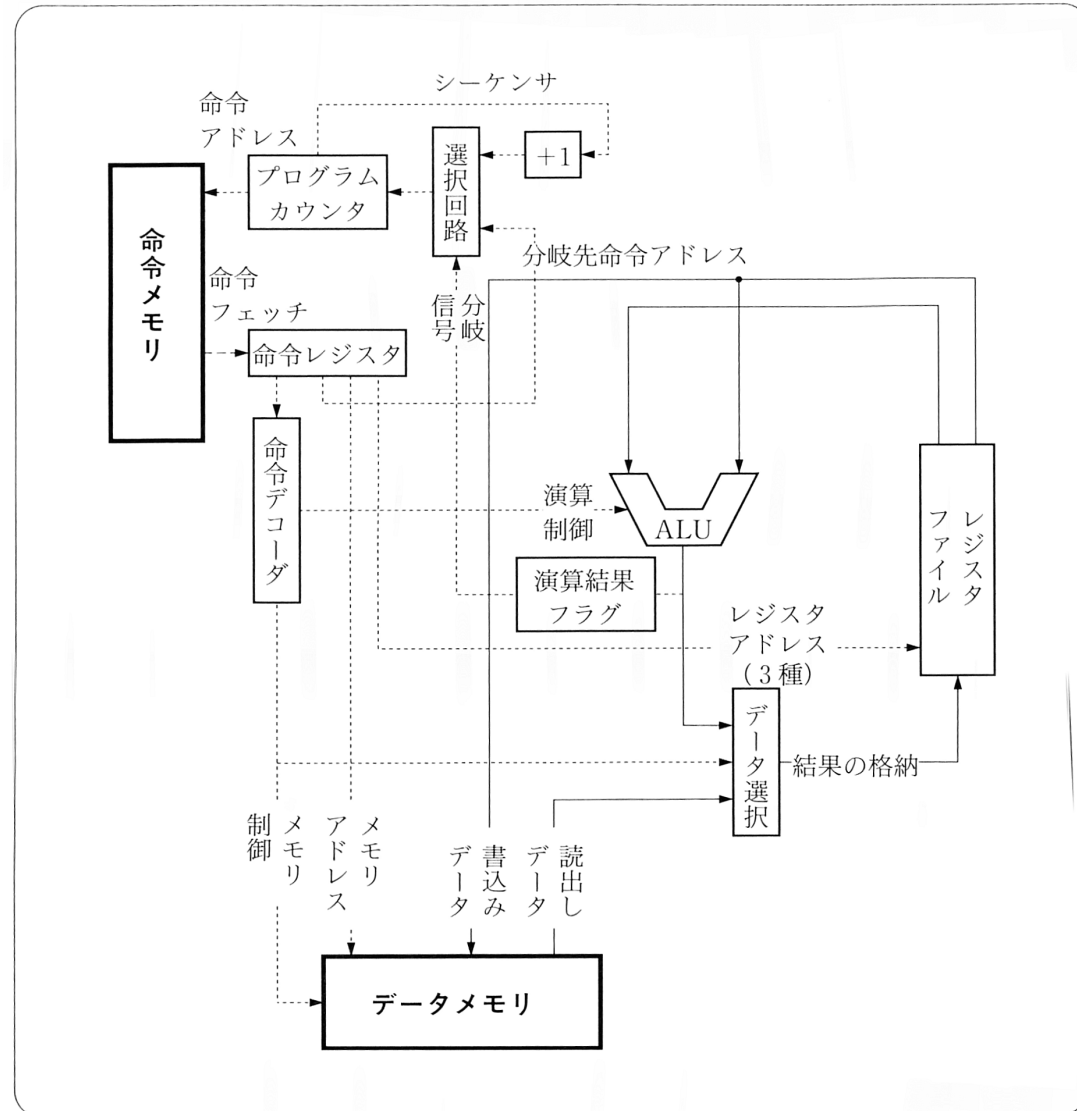 シーケンサ
命令
アドレス
＋1
選択回路
プログラム
カウンタ
命令メモリ
分岐先命令アドレス
命令
フェッチ
分岐
信号
命令レジスタ
命令デコーダ
演算
制御
ALU
レジスタ
ファイル
演算結果
フラグ
レジスタ
アドレス
（3種）
データ選択
結果の格納
メモリ
制御
メモリ
アドレス
書込み
データ
読出し
データ
データメモリ